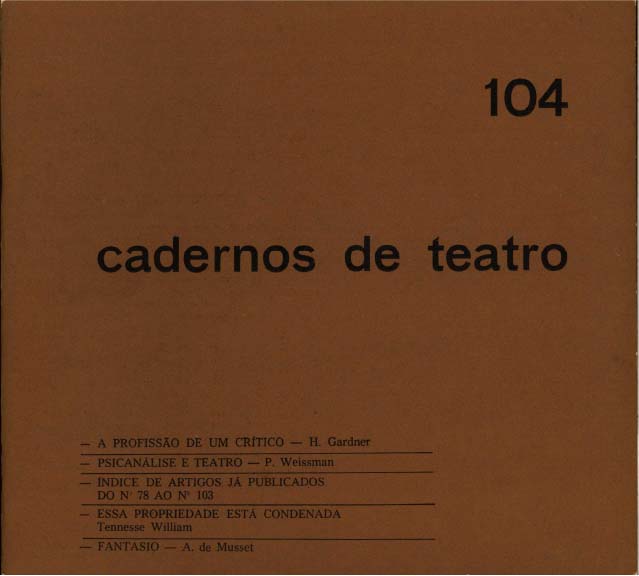 104
cadernos de teatro
— A PROFISSÃO DE UM CRÍTICO — H. Gardner
— PSICANÁLISE E TEATRO — P. Weissman
— ÍNDICE DE ARTIGOS JÁ PUBLICADOS
DO Nº 78 AO Nº 103
— ESSA PROPRIEDADE ESTÁ CONDENADA
Tennesse William
— FANTASIO — A. de Musset